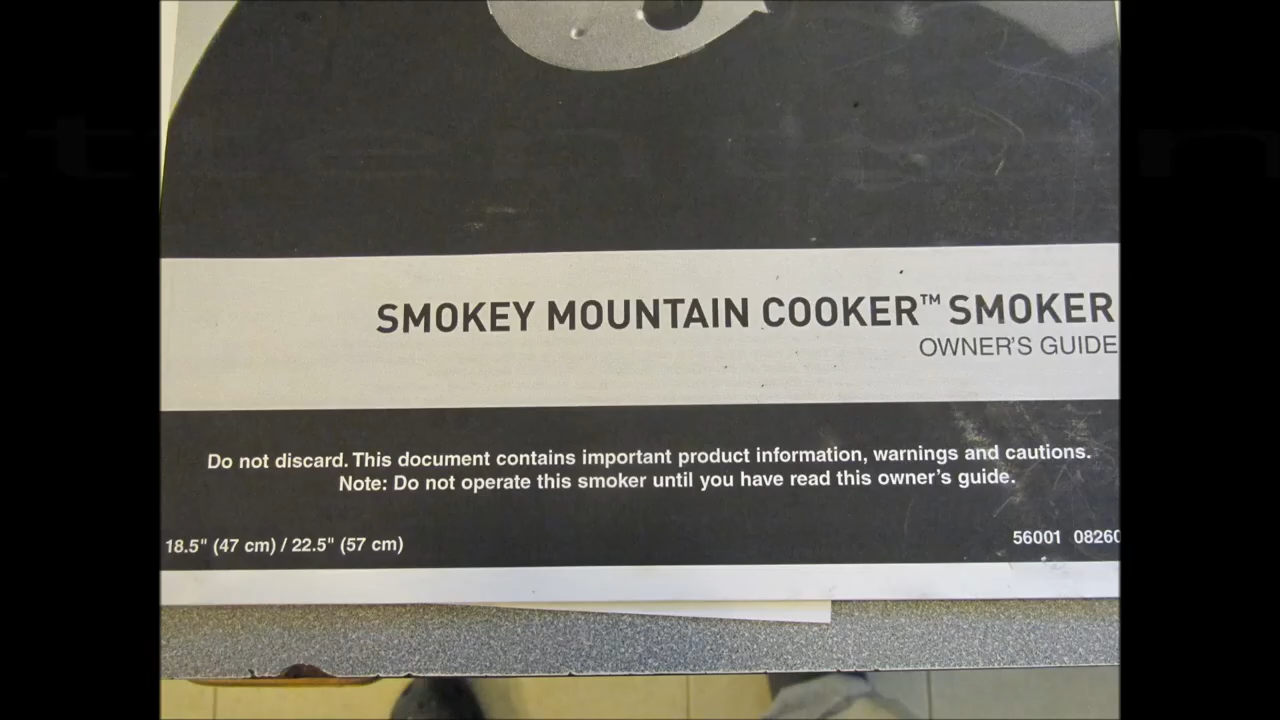 SMOKEY MOUNTAIN COOKER™ SMOKER
OWNER'S GUIDE
Do not discard. This document contains important product information, warnings and cautions.
Note: Do not operate this smoker until you have read this owner's guide.
18.5" (47 cm) / 22.5" (57 cm)
56001 08260